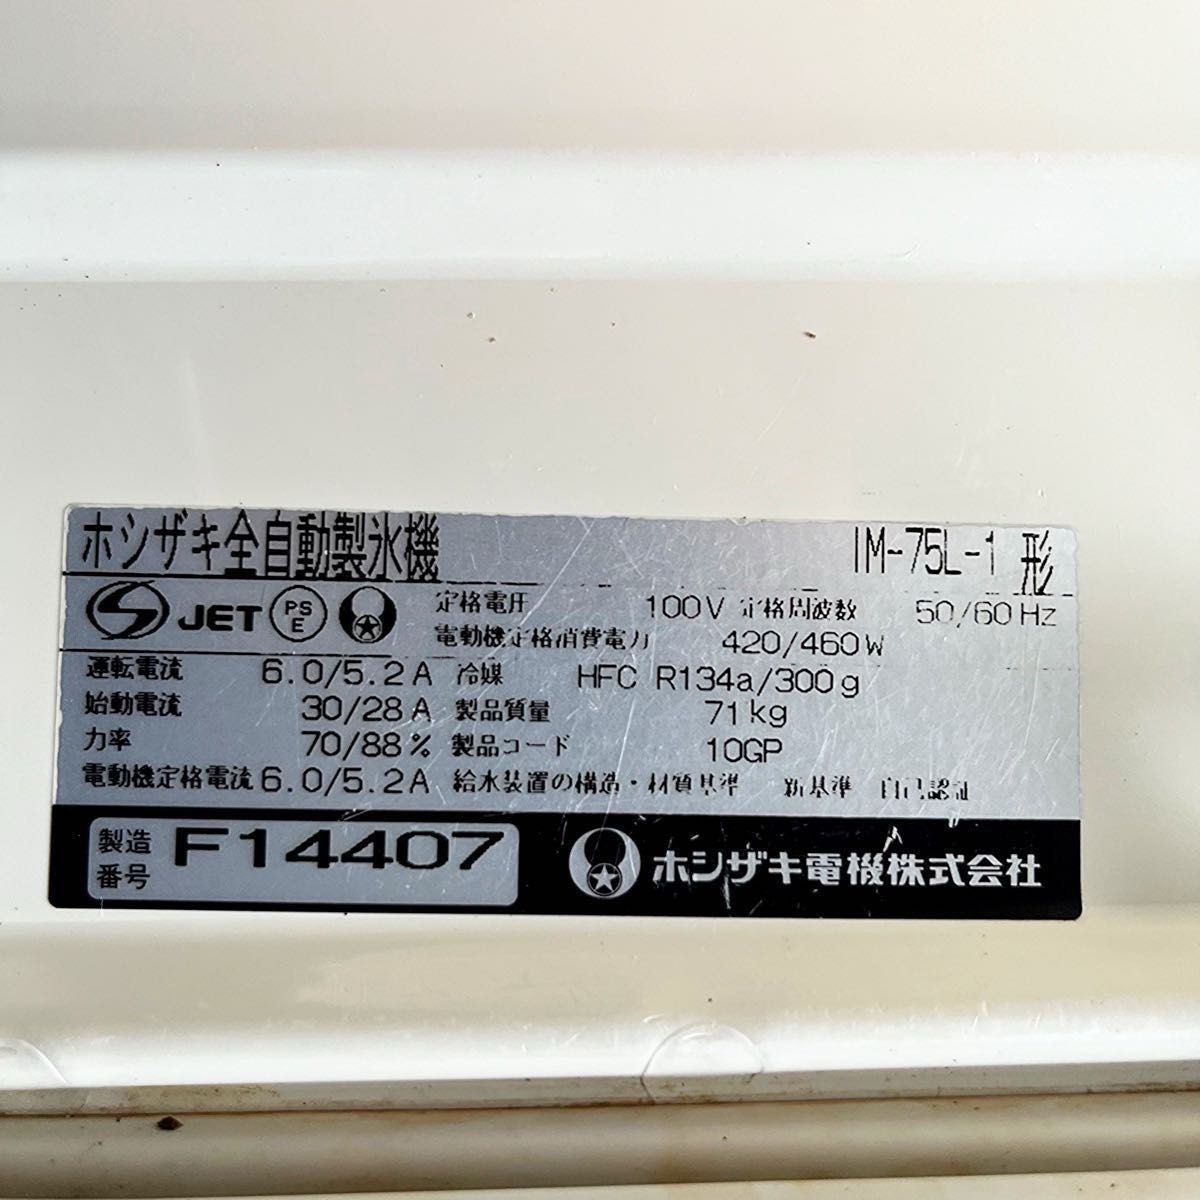 ホシザキ全自動製氷機 IM-75L-1 形
JET PSE 定格電圧 100V 定格周波数 50/60Hz
電動機定格消費電力 420/460W
運転電流 6.0/5.2A 冷媒 HFC R134a/300g
始動電流 30/28A 製品質量 71kg
力率 70/88% 製品コード 10GP
電動機定格電流 6.0/5.2A 給水装置の構造・材質基準 新基準 自己認証
製造番号 F14407 ホシザキ電機株式会社